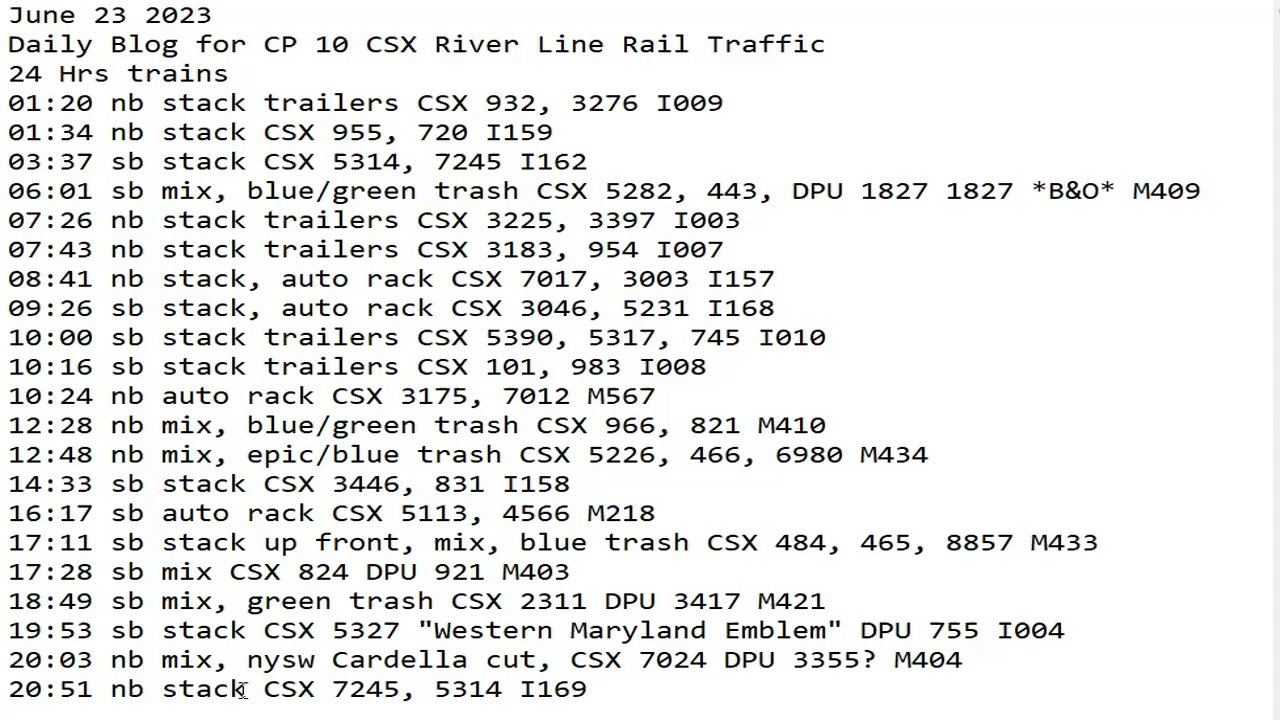 June 23 2023
Daily Blog for CP 10 CSX River Line Rail Traffic
24 Hrs trains
01:20 nb stack trailers CSX 932, 3276 I009
01:34 nb stack CSX 955, 720 I159
03:37 sb stack CSX 5314, 7245 I162
06:01 sb mix, blue/green trash CSX 5282, 443, DPU 1827 1827 *B&O* M409
07:26 nb stack trailers CSX 3225, 3397 I003
07:43 nb stack trailers CSX 3183, 954 I007
08:41 nb stack, auto rack CSX 7017, 3003 I157
09:26 sb stack, auto rack CSX 3046, 5231 I168
10:00 sb stack trailers CSX 5390, 5317, 745 I010
10:16 sb stack trailers CSX 101, 983 I008
10:24 nb auto rack CSX 3175, 7012 M567
12:28 nb mix, blue/green trash CSX 966, 821 M410
12:48 nb mix, epic/blue trash CSX 5226, 466, 6980 M434
14:33 sb stack CSX 3446, 831 I158
16:17 sb auto rack CSX 5113, 4566 M218
17:11 sb stack up front, mix, blue trash CSX 484, 465, 8857 M433
17:28 sb mix CSX 824 DPU 921 M403
18:49 sb mix, green trash CSX 2311 DPU 3417 M421
19:53 sb stack CSX 5327 "Western Maryland Emblem" DPU 755 I004
20:03 nb mix, nysw Cardella cut, CSX 7024 DPU 3355? M404
20:51 nb stack CSX 7245, 5314 I169